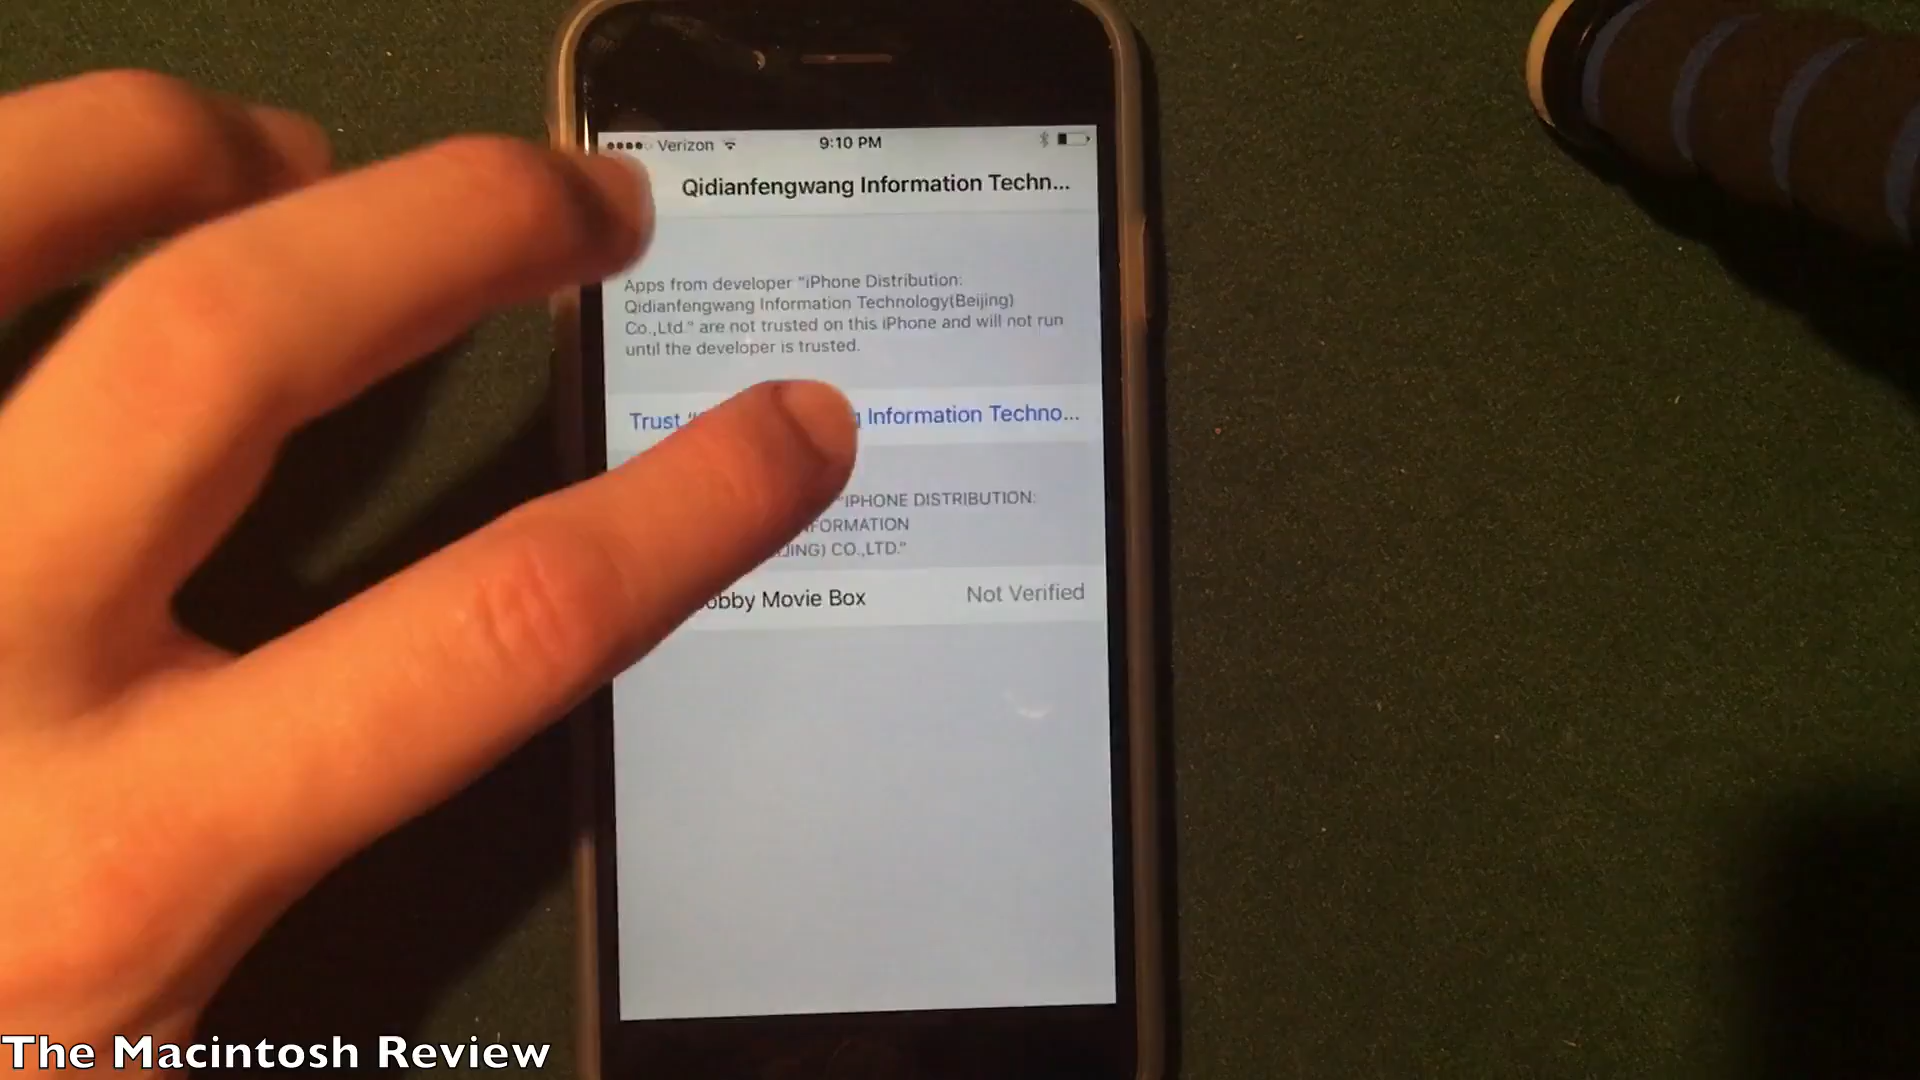 Verizon
9:10 PM
Qidianfengwang Information Techn...
Apps from developer "iPhone Distribution:
Qidianfengwang Information Technology(Beijing)
Co.,Ltd." are not trusted on this iPhone and will not run
until the developer is trusted.
Trust Information Techno...
"IPHONE DISTRIBUTION:
CO.,LTD."
Movie Box
Not Verified
The Macintosh Review